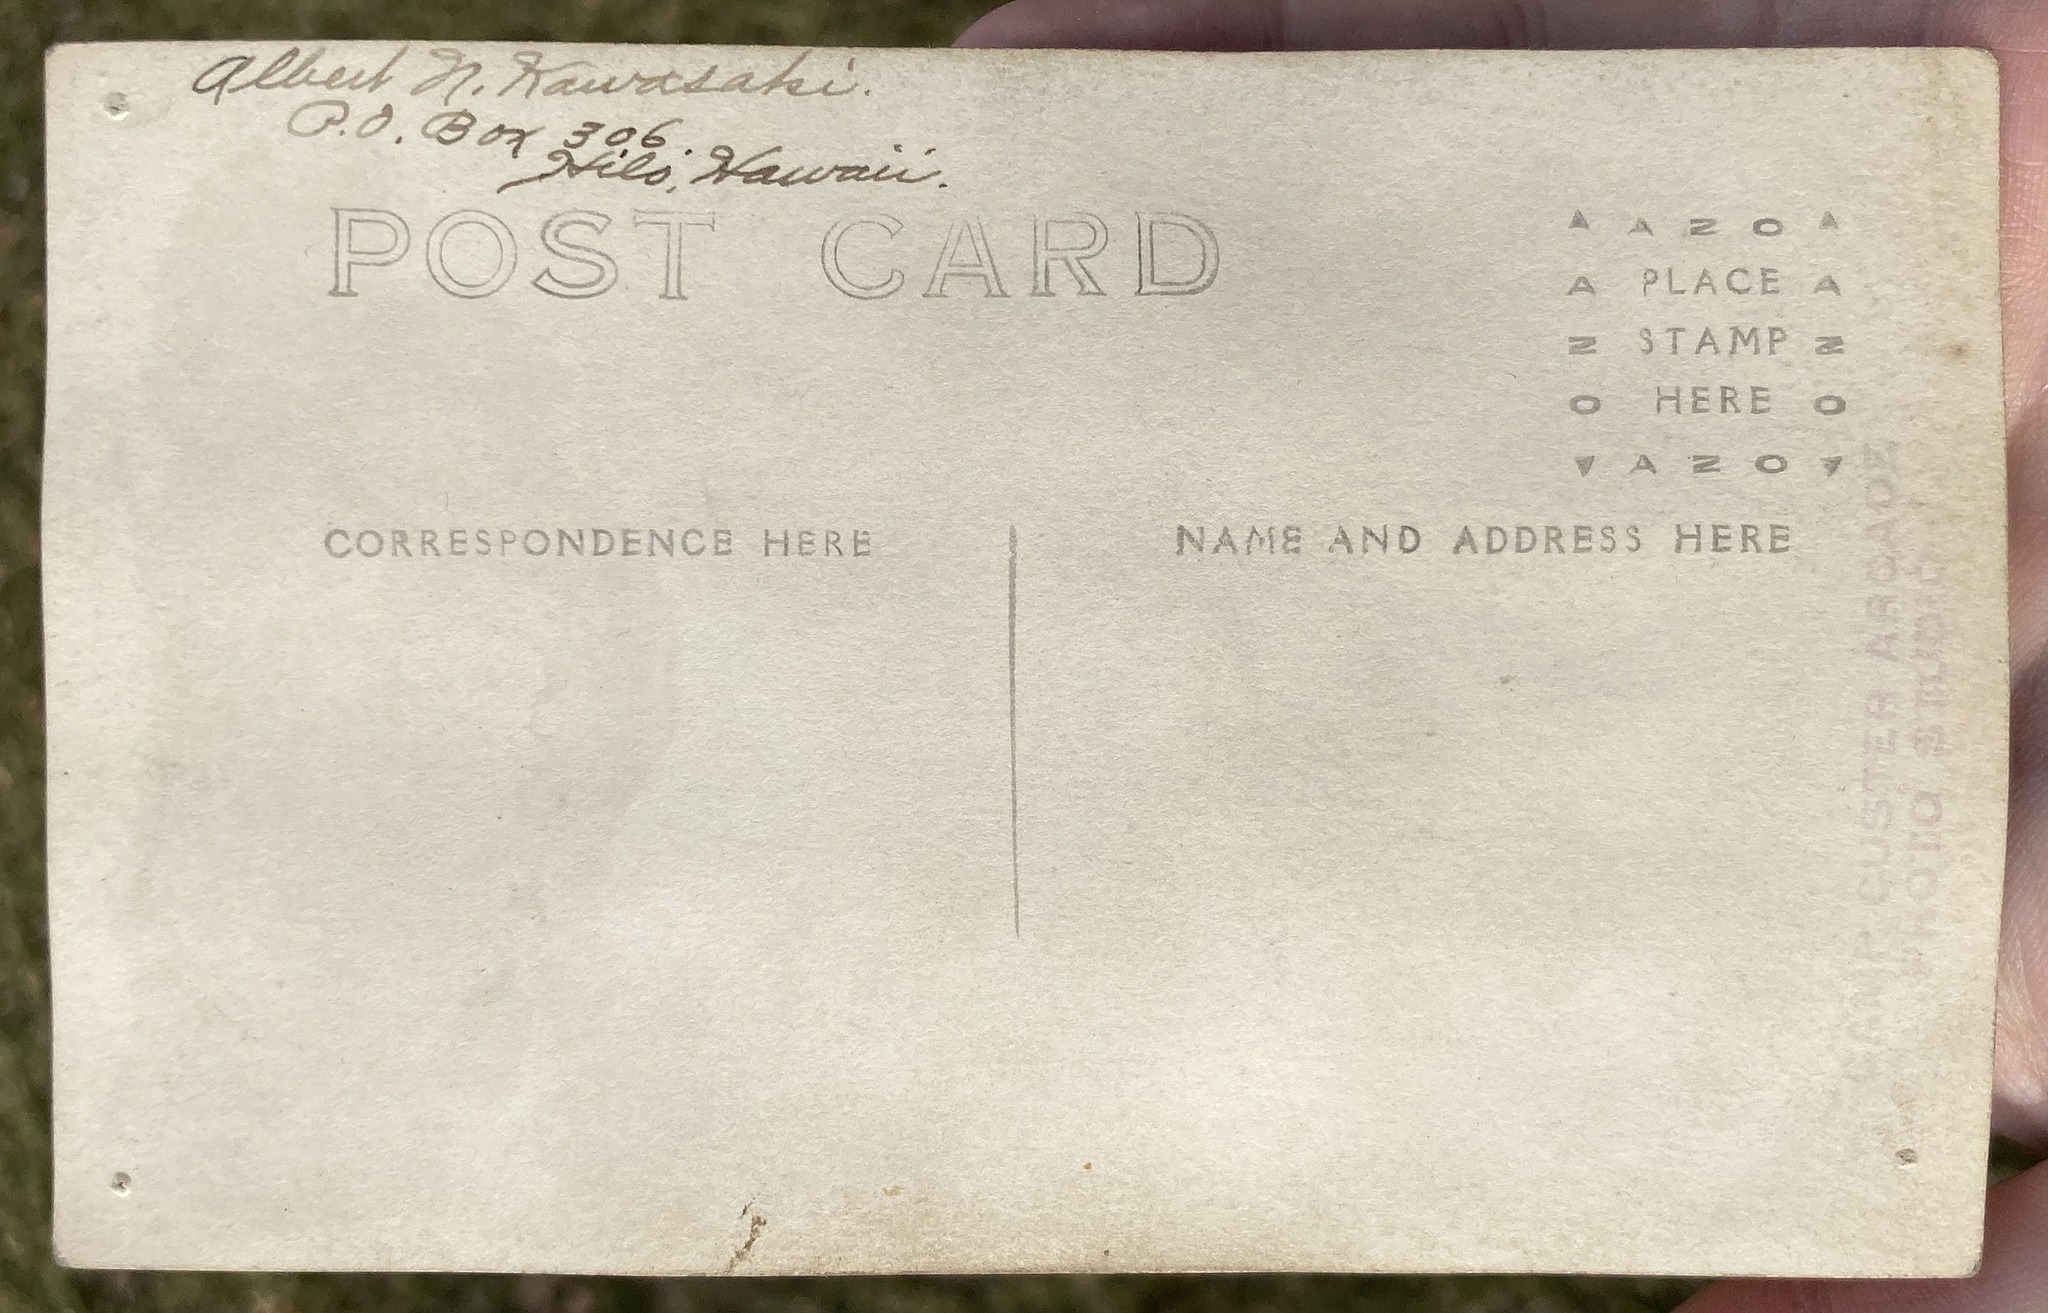 Albert N. Kawasaki.
P.O. Box 306.
Hilo, Hawaii.
POST CARD
AZO
A PLACE A
Z STAMP Z
O HERE O
AZO
CORRESPONDENCE HERE
NAME AND ADDRESS HERE
CAMP CUSTER ARCADE
PHOTO STUDIO